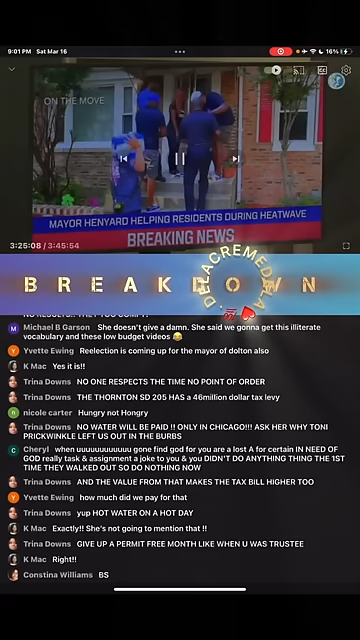 9:01 PM Sat Mar 16
16%
ON THE MOVE
MAYOR HENYARD HELPING RESIDENTS DURING HEATWAVE
BREAKING NEWS
3:25:08 / 3:45:54
BREAKDOWN
DELACREMEDELA
Michael B Garson She doesn't give a damn. She said we gonna get this illiterate
vocabulary and these low budget videos 😂
Yvette Ewing Reelection is coming up for the mayor of dolton also
K Mac Yes it is!!
Trina Downs NO ONE RESPECTS THE TIME NO POINT OF ORDER
Trina Downs THE THORNTON SD 205 HAS a 46million dollar tax levy
nicole carter Hungry not Hongry
Trina Downs NO WATER WILL BE PAID !! ONLY IN CHICAGO!!! ASK HER WHY TONI
PRICKWINKLE LEFT US OUT IN THE BURBS
Cheryl when uuuuuuuuuuu gone find god for you are a lost A for certain IN NEED OF
GOD really task & assignment a joke to you & you DIDN'T DO ANYTHING THING THE 1ST
TIME THEY WALKED OUT SO DO NOTHING NOW
Trina Downs AND THE VALUE FROM THAT MAKES THE TAX BILL HIGHER TOO
Yvette Ewing how much did we pay for that
Trina Downs yup HOT WATER ON A HOT DAY
K Mac Exactly!! She's not going to mention that !!
Trina Downs GIVE UP A PERMIT FREE MONTH LIKE WHEN U WAS TRUSTEE
K Mac Right!!
Constina Williams BS